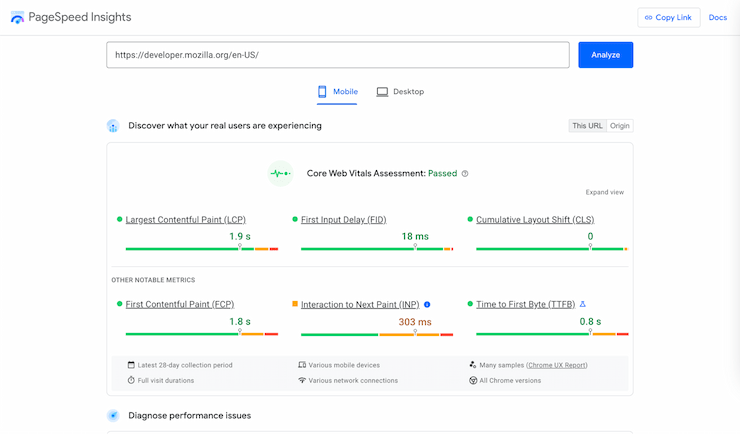 PageSpeed Insights
Copy Link
Docs
https://developer.mozilla.org/en-US/
Analyze
Mobile
Desktop
Discover what your real users are experiencing
This URL
Origin
Core Web Vitals Assessment: Passed
Expand view
Largest Contentful Paint (LCP)
1.9 s
First Input Delay (FID)
18 ms
Cumulative Layout Shift (CLS)
0
OTHER NOTABLE METRICS
First Contentful Paint (FCP)
1.8 s
Interaction to Next Paint (INP)
303 ms
Time to First Byte (TTFB)
0.8 s
Latest 28-day collection period
Various mobile devices
Many samples (Chrome UX Report)
Full visit durations
Various network connections
All Chrome versions
Diagnose performance issues